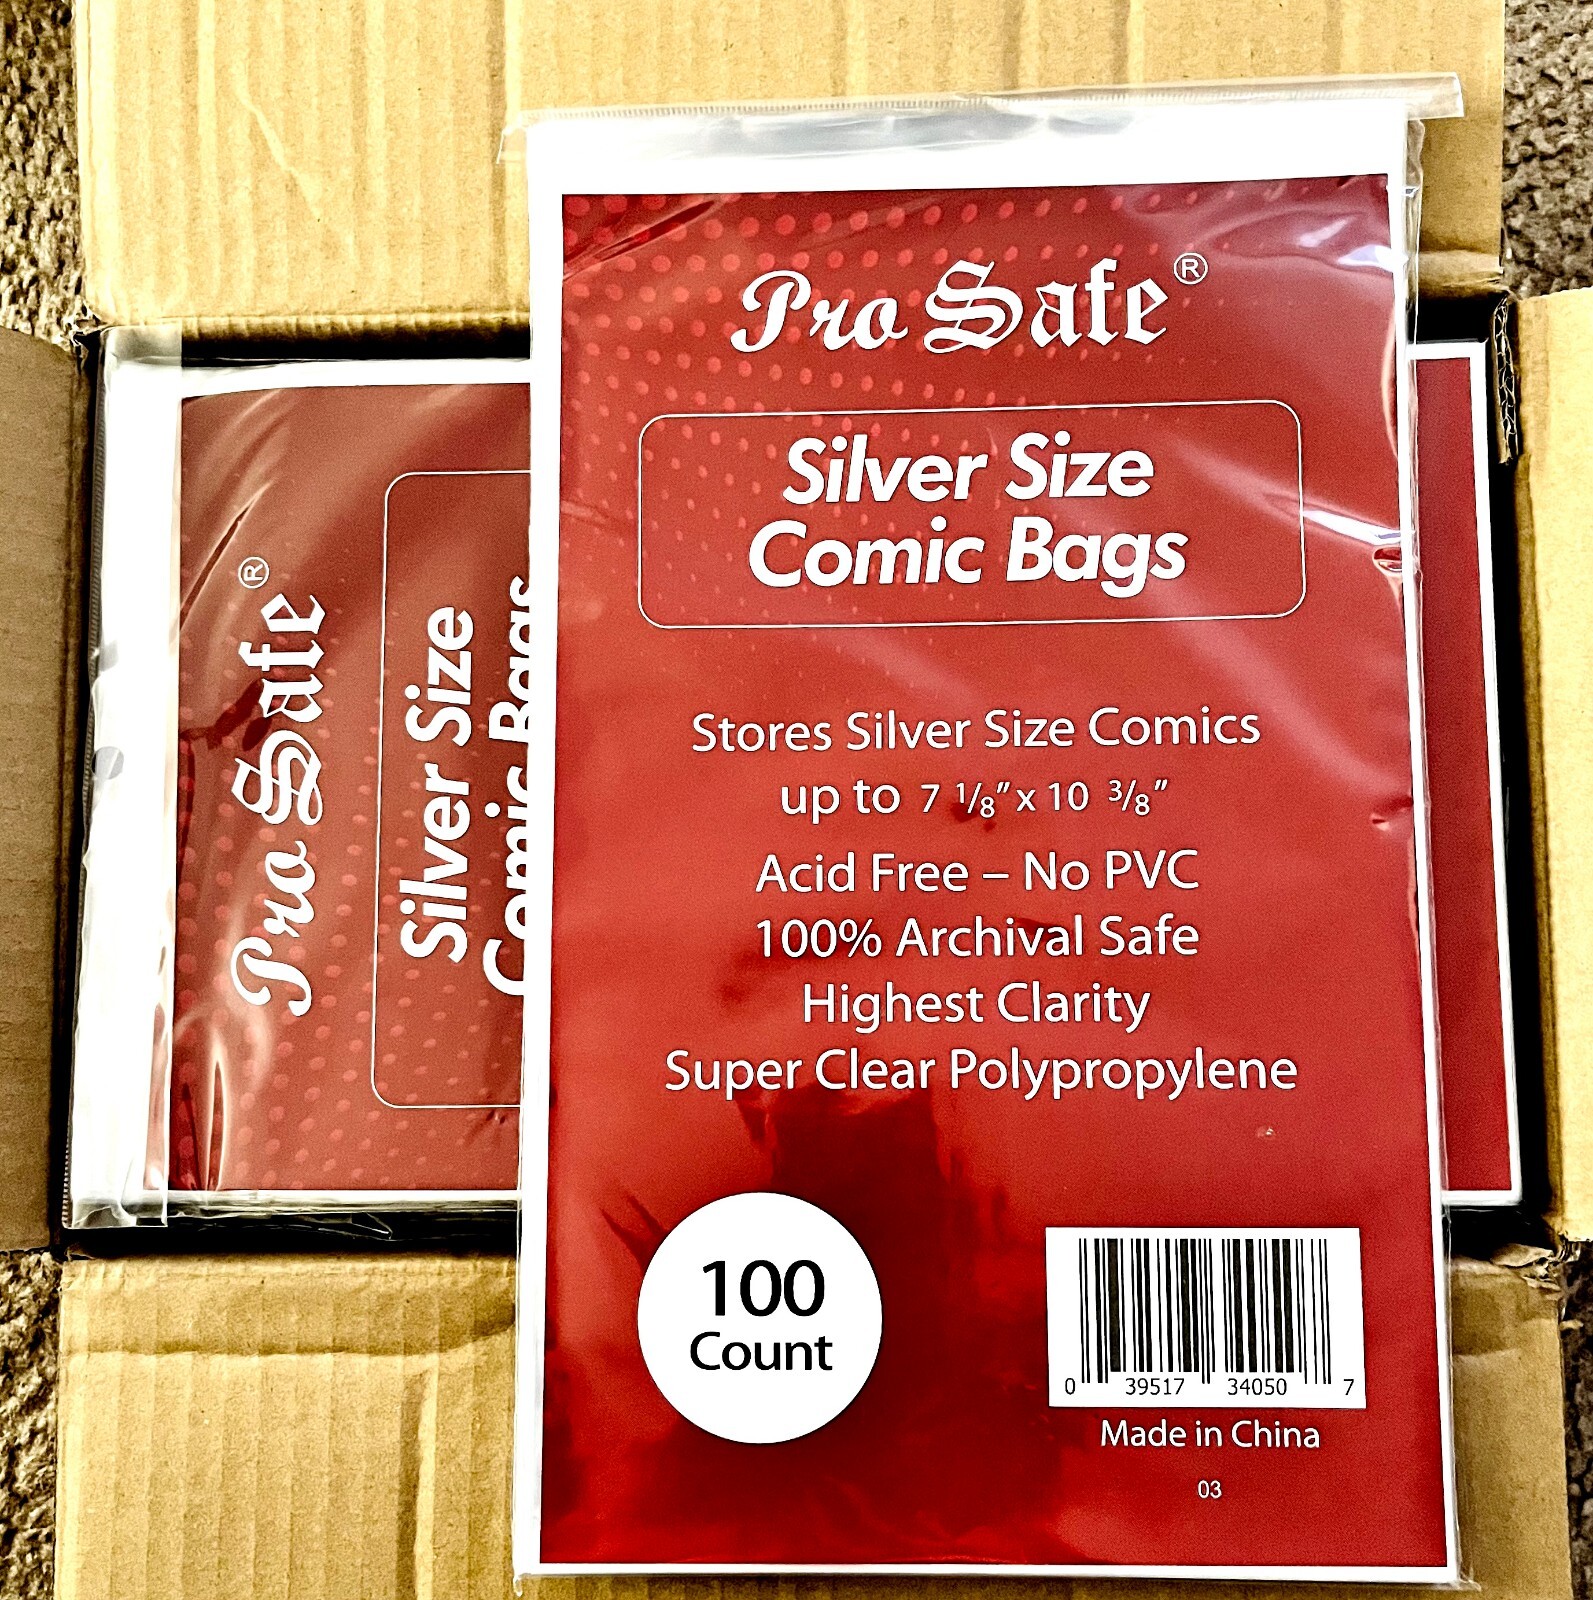 Pro Safe®
Silver Size
Comic Bags
Stores Silver Size Comics
up to 7 1/8" x 10 3/8"
Acid Free – No PVC
100% Archival Safe
Highest Clarity
Super Clear Polypropylene
100
Count
0 39517 34050 7
Made in China
03
Pro Safe®
Silver Size
Comic Bags